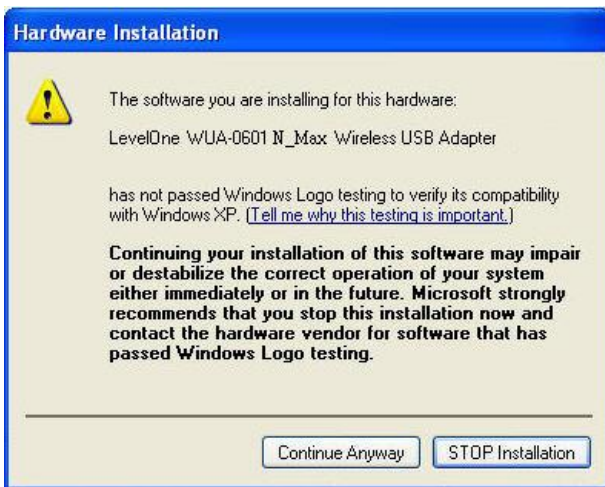 Hardware Installation
The software you are installing for this hardware:
LevelOne WUA-0601 N_Max Wireless USB Adapter
has not passed Windows Logo testing to verify its compatibility
with Windows XP. (Tell me why this testing is important.)
Continuing your installation of this software may impair
or destabilize the correct operation of your system
either immediately or in the future. Microsoft strongly
recommends that you stop this installation now and
contact the hardware vendor for software that has
passed Windows Logo testing.
Continue Anyway
STOP Installation